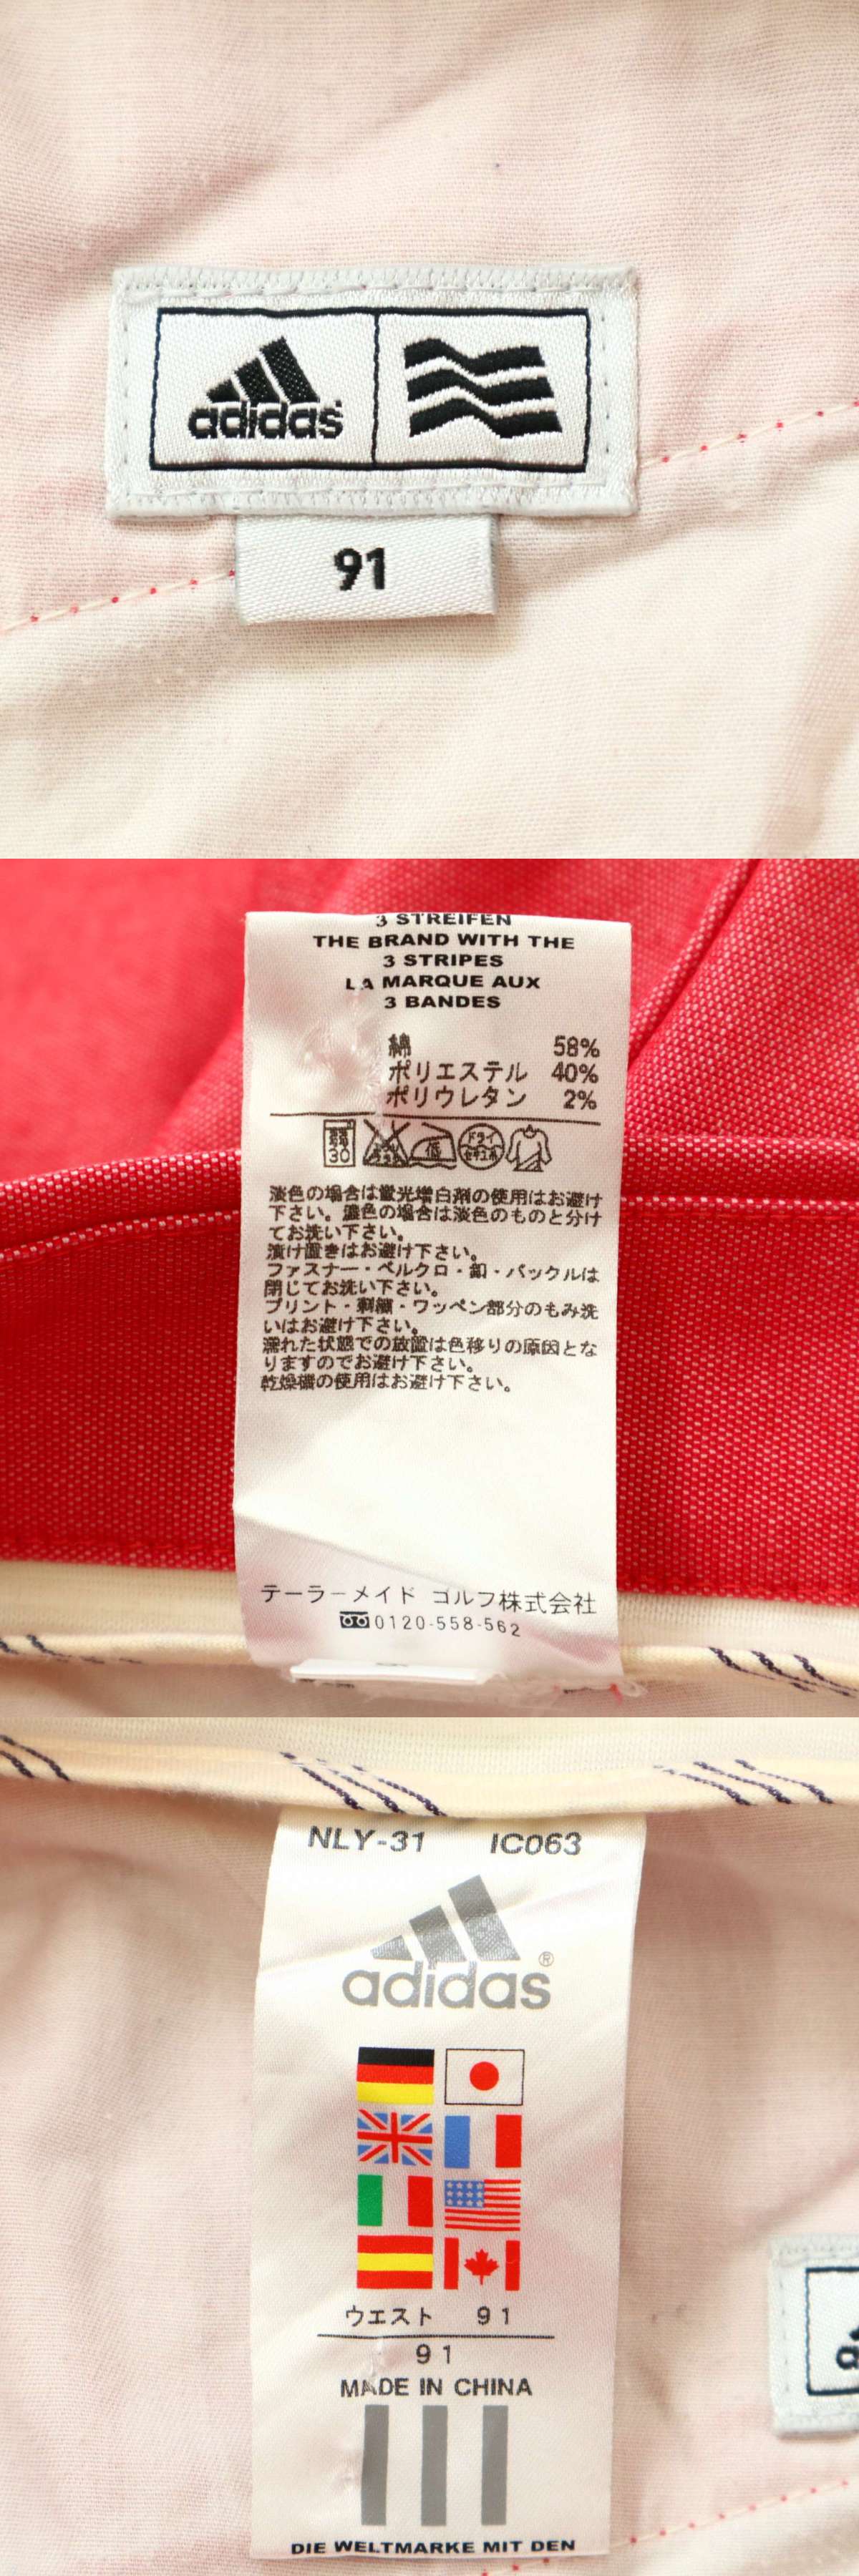 adidas
91
3 STREIFEN
THE BRAND WITH THE
3 STRIPES
LA MARQUE AUX
3 BANDES
綿 58%
ポリエステル 40%
ポリウレタン 2%
弱 30 低 ドライ
淡色の場合は蛍光増白剤の使用はお避け
下さい。濃色の場合は淡色のものと分け
てお洗い下さい。
漬け置きはお避け下さい。
ファスナー・ベルクロ・釦・バックルは
閉じてお洗い下さい。
プリント・刺繍・ワッペン部分のもみ洗
いはお避け下さい。
濡れた状態での放置は色移りの原因とな
りますのでお避け下さい。
乾燥機の使用はお避け下さい。
テーラーメイド ゴルフ株式会社
0120-558-562
NLY-31 IC063
adidas®
ウエスト 91
91
MADE IN CHINA
DIE WELTMARKE MIT DEN